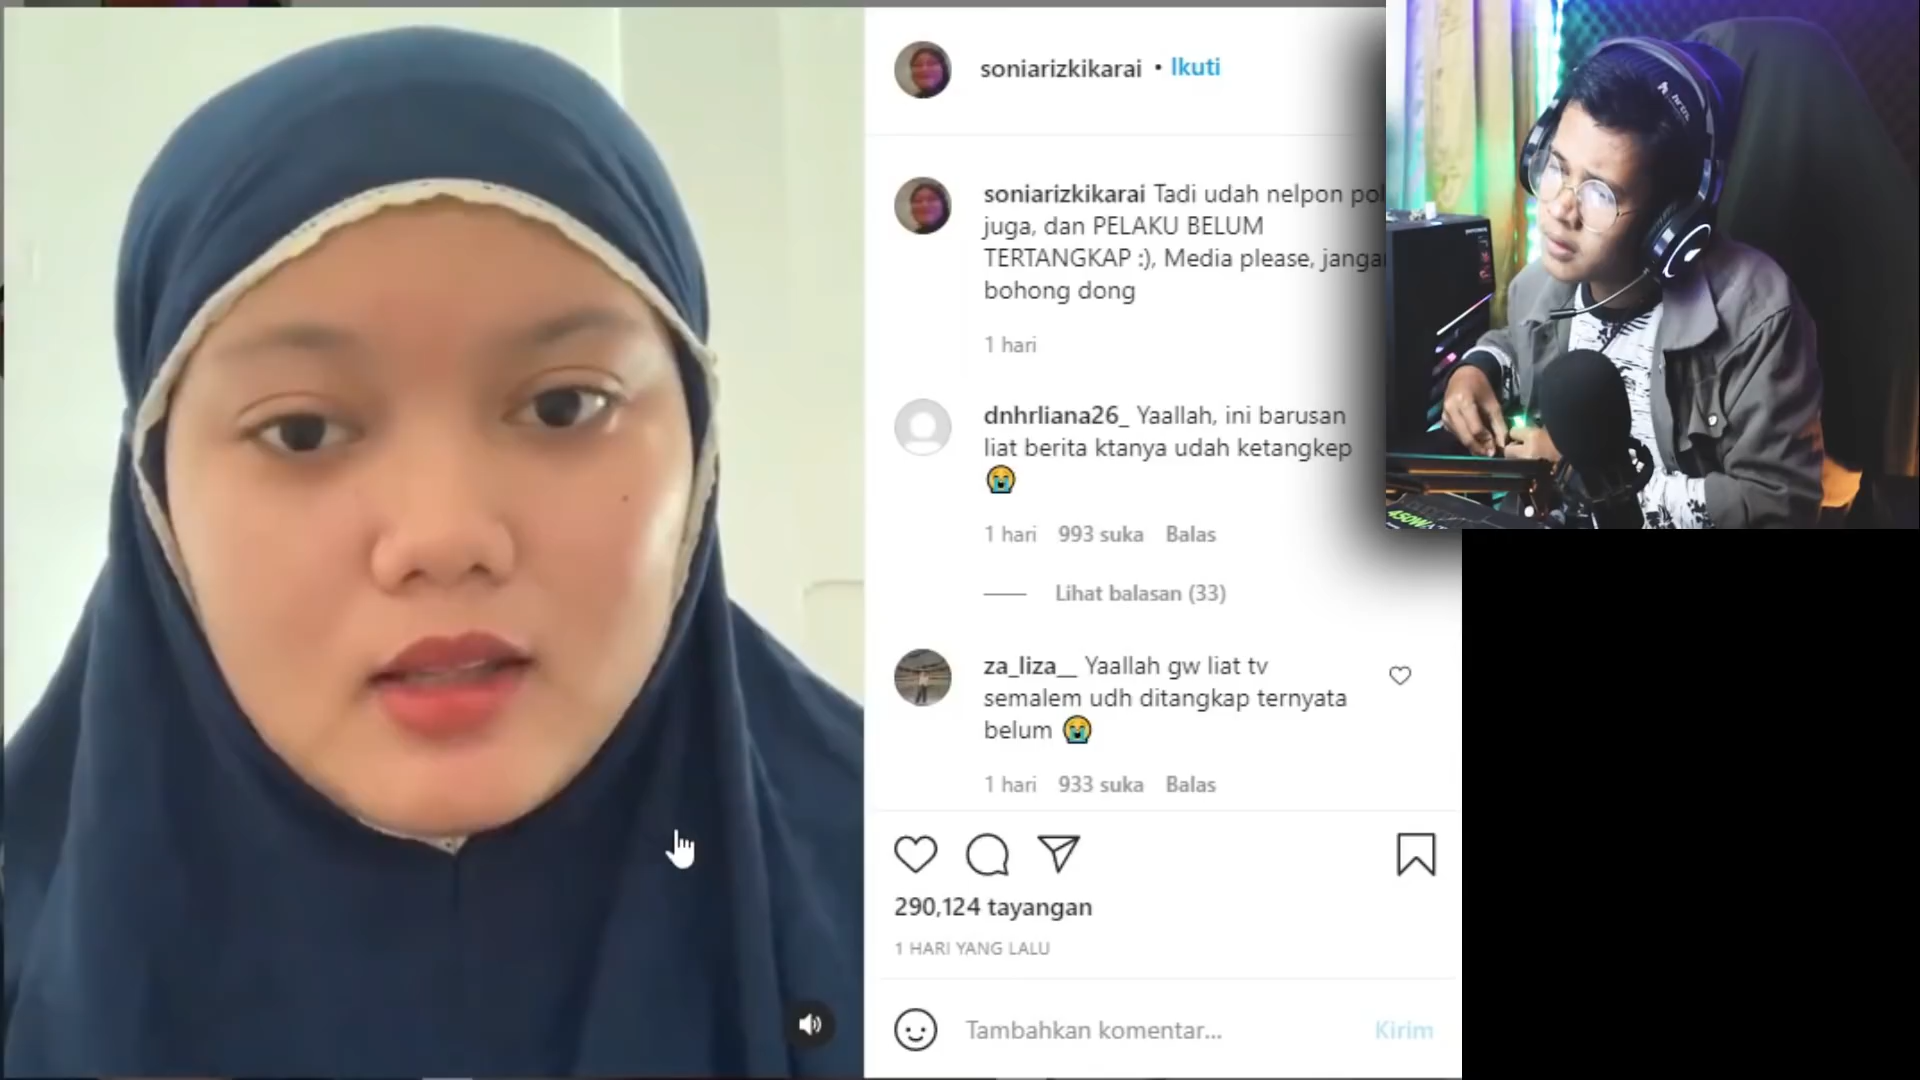 soniarizkikarai • Ikuti
soniarizkikarai Tadi udah nelpon pol
juga, dan PELAKU BELUM
TERTANGKAP :), Media please, janga
bohong dong
1 hari
dnhrliana26_ Yaallah, ini barusan
liat berita ktanya udah ketangkep
😭
1 hari 993 suka Balas
Lihat balasan (33)
za_liza__ Yaallah gw liat tv
semalem udh ditangkap ternyata
belum 😭
1 hari 933 suka Balas
290,124 tayangan
1 HARI YANG LALU
Tambahkan komentar... Kirim
450W